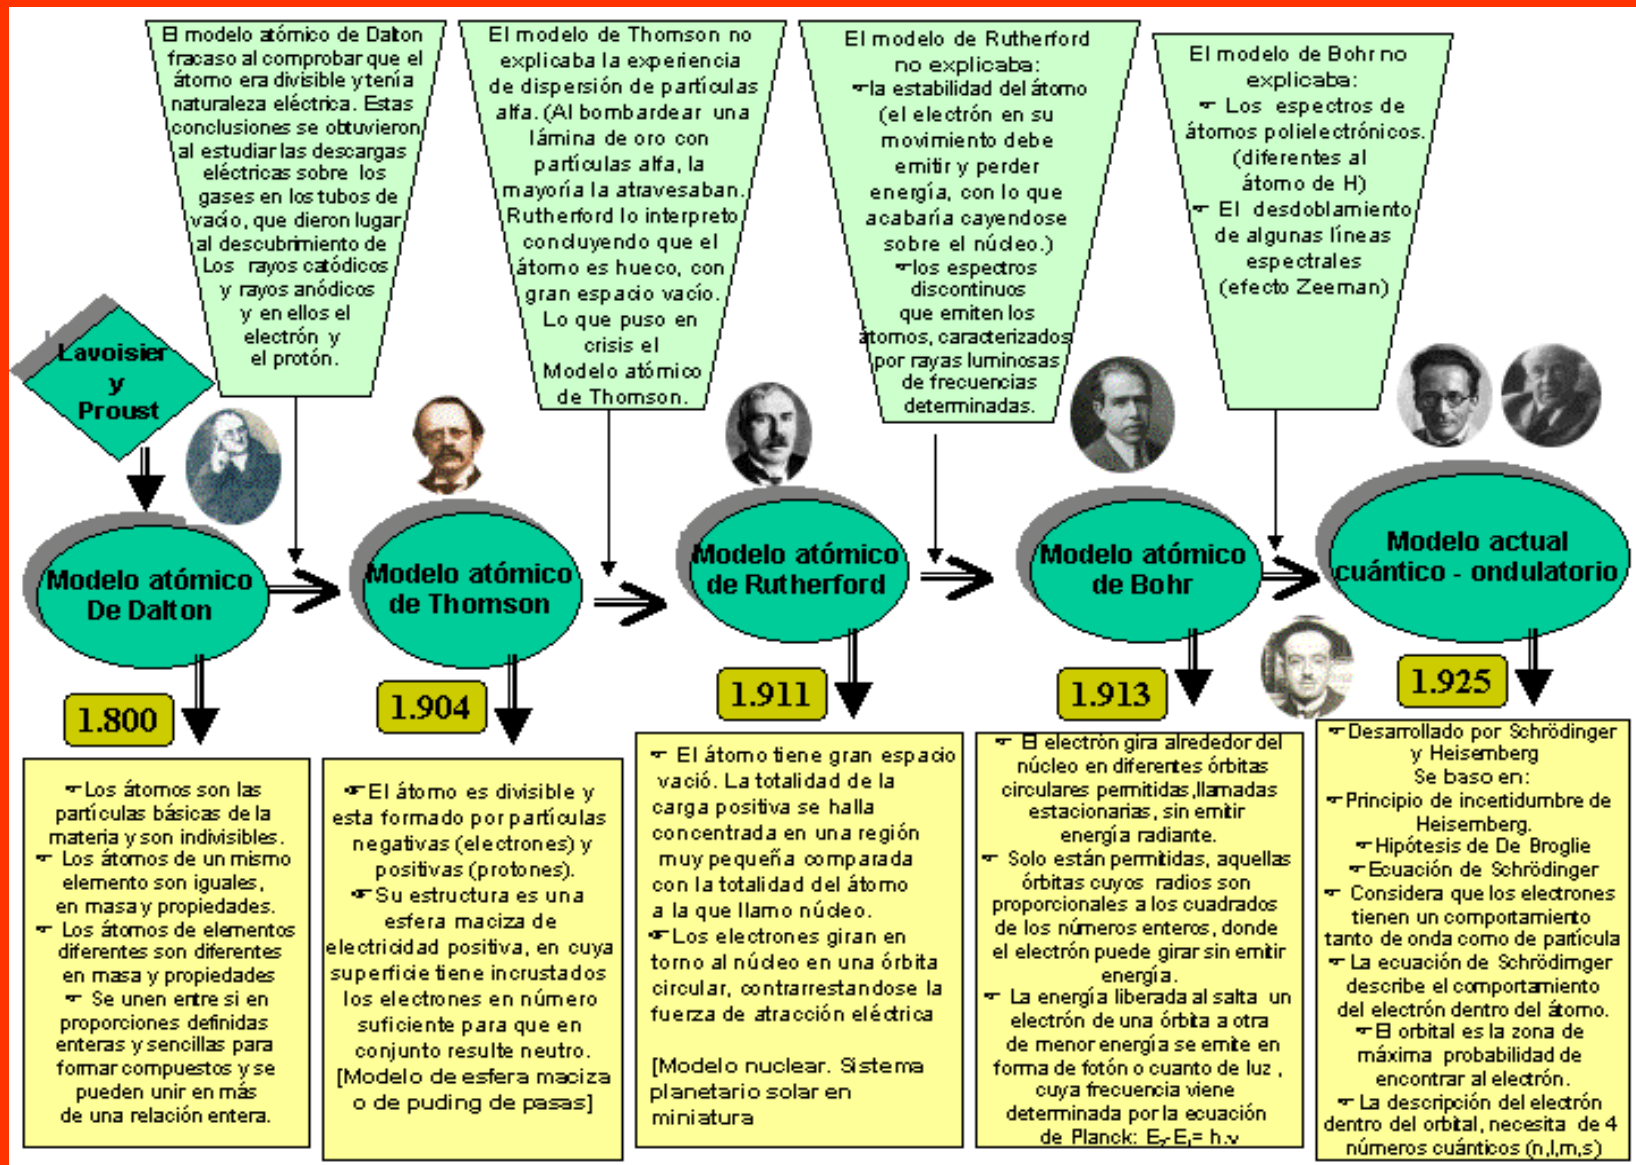 El modelo atómico de Dalton
fracaso al comprobar que el
átomo era divisible y tenía
naturaleza eléctrica. Estas
conclusiones se obtuvieron
al estudiar las descargas
eléctricas sobre los
gases en los tubos de
vacío, que dieron lugar
al descubrimiento de
Los rayos catódicos
y rayos anódicos
y en ellos el
electrón y
el protón.
El modelo de Thomson no
explicaba la experiencia
de dispersión de partículas
alfa. (Al bombardear una
lámina de oro con
partículas alfa, la
mayoría la atravesaban.
Rutherford lo interpreto
concluyendo que el
átomo es hueco, con
gran espacio vacío.
Lo que puso en
crisis el
Modelo atómico
de Thomson.
El modelo de Rutherford
no explicaba:
☞la estabilidad del átomo
(el electrón en su
movimiento debe
emitir y perder
energía, con lo que
acabaría cayendose
sobre el núcleo.)
☞los espectros
discontinuos
que emiten los
átomos, caracterizados
por rayas luminosas
de frecuencias
determinadas.
El modelo de Bohr no
explicaba:
☞ Los espectros de
átomos polielectrónicos.
(diferentes al
átomo de H)
☞ El desdoblamiento
de algunas líneas
espectrales
(efecto Zeeman)
Lavoisier
y
Proust
Modelo atómico
De Dalton
Modelo atómico
de Thomson
Modelo atómico
de Rutherford
Modelo atómico
de Bohr
Modelo actual
cuántico - ondulatorio
1.800
1.904
1.911
1.913
1.925
☞Los átomos son las
partículas básicas de la
materia y son indivisibles.
☞ Los átomos de un mismo
elemento son iguales,
en masa y propiedades.
☞ Los átomos de elementos
diferentes son diferentes
en masa y propiedades
☞ Se unen entre si en
proporciones definidas
enteras y sencillas para
formar compuestos y se
pueden unir en más
de una relación entera.
☞El átomo es divisible y
esta formado por partículas
negativas (electrones) y
positivas (protones).
☞Su estructura es una
esfera maciza de
electricidad positiva, en cuya
superficie tiene incrustados
los electrones en número
suficiente para que en
conjunto resulte neutro.
[Modelo de esfera maciza
o de puding de pasas]
☞ El átomo tiene gran espacio
vació. La totalidad de la
carga positiva se halla
concentrada en una región
muy pequeña comparada
con la totalidad del átomo
a la que llamo núcleo.
☞Los electrones giran en
torno al núcleo en una órbita
circular, contrarrestandose la
fuerza de atracción eléctrica
[Modelo nuclear. Sistema
planetario solar en
miniatura
☞ El electrón gira alrededor del
núcleo en diferentes órbitas
circulares permitidas,llamadas
estacionarias, sin emitir
energía radiante.
☞ Solo están permitidas, aquellas
órbitas cuyos radios son
proporcionales a los cuadrados
de los números enteros, donde
el electrón puede girar sin emitir
energía.
☞ La energía liberada al salta un
electrón de una órbita a otra
de menor energía se emite en
forma de fotón o cuanto de luz ,
cuya frecuencia viene
determinada por la ecuación
de Planck: E₂-E₁= h.ν
☞Desarrollado por Schrödinger
y Heisemberg
Se baso en:
☞Principio de incertidumbre de
Heisemberg.
☞Hipótesis de De Broglie
☞Ecuación de Schrödinger
☞ Considera que los electrones
tienen un comportamiento
tanto de onda como de partícula
☞La ecuación de Schrödirnger
describe el comportamiento
del electrón dentro del átomo.
☞El orbital es la zona de
máxima probabilidad de
encontrar al electrón.
☞ La descripción del electrón
dentro del orbital, necesita de 4
números cuánticos (n,l,m,s)